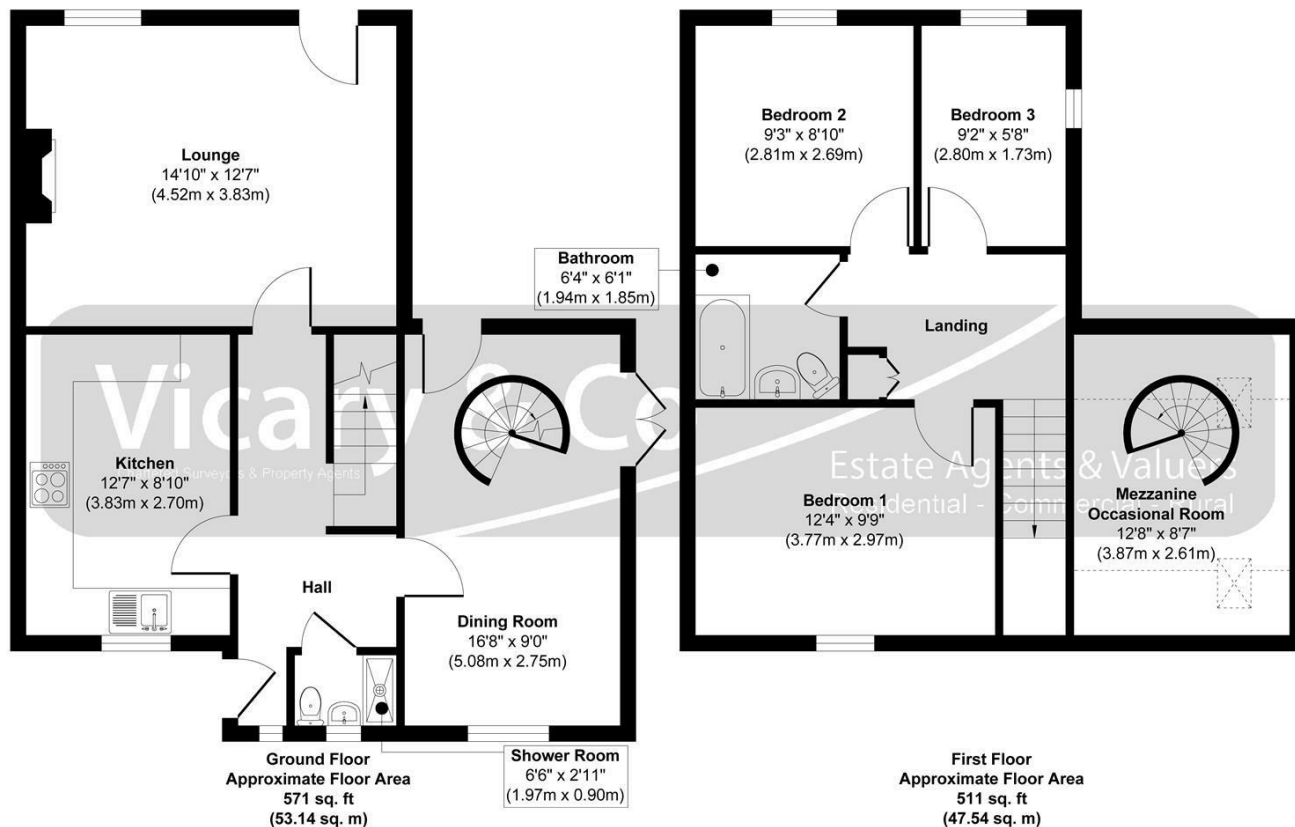 Lounge
14'10" x 12'7"
(4.52m x 3.83m)
Kitchen
12'7" x 8'10"
(3.83m x 2.70m)
Hall
Dining Room
16'8" x 9'0"
(5.08m x 2.75m)
Shower Room
6'6" x 2'11"
(1.97m x 0.90m)
Ground Floor
Approximate Floor Area
571 sq. ft
(53.14 sq. m)
Bedroom 2
9'3" x 8'10"
(2.81m x 2.69m)
Bedroom 3
9'2" x 5'8"
(2.80m x 1.73m)
Bathroom
6'4" x 6'1"
(1.94m x 1.85m)
Landing
Bedroom 1
12'4" x 9'9"
(3.77m x 2.97m)
Mezzanine
Occasional Room
12'8" x 8'7"
(3.87m x 2.61m)
First Floor
Approximate Floor Area
511 sq. ft
(47.54 sq. m)
Vicary & Co
Chartered Surveyors & Property Agents
Estate Agents & Valuers
Residential - Commercial - Rural